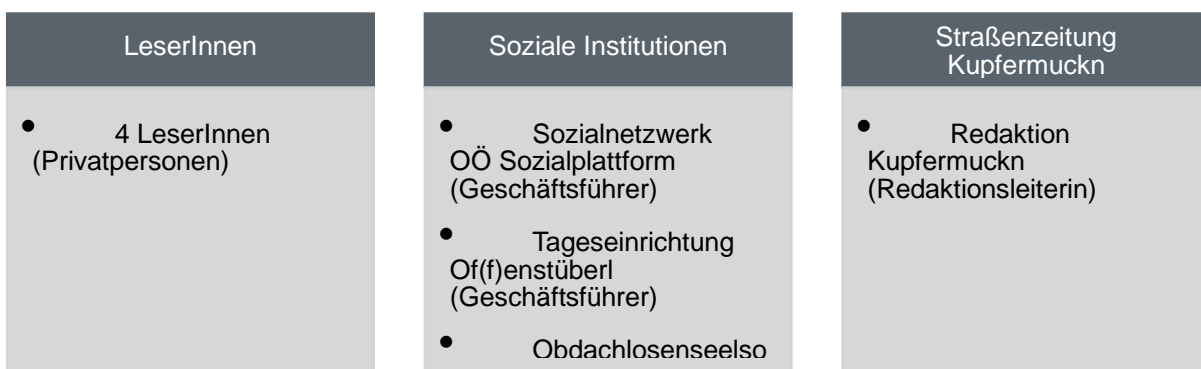 LeserInnen
• 4 LeserInnen
(Privatpersonen)
Soziale Institutionen
• Sozialnetzwerk
OÖ Sozialplattform
(Geschäftsführer)
• Tageseinrichtung
Of(f)enstüberl
(Geschäftsführer)
• Obdachlosenseelso
Straßenzeitung
Kupfermuckn
• Redaktion
Kupfermuckn
(Redaktionsleiterin)